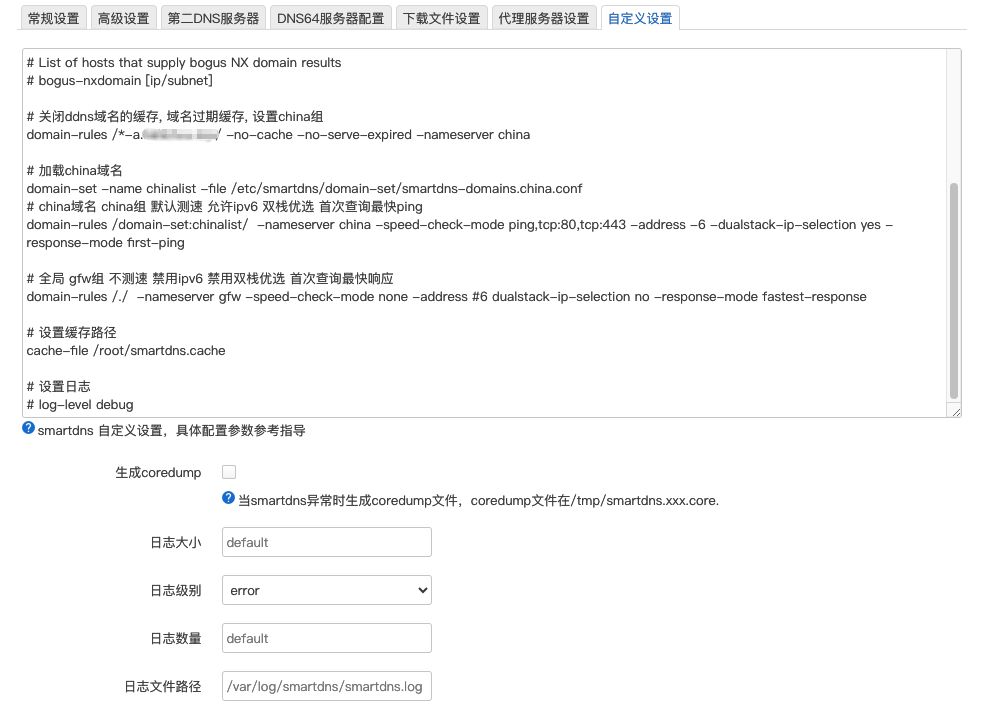 常规设置 高级设置 第二DNS服务器 DNS64服务器配置 下载文件设置 代理服务器设置 自定义设置
# List of hosts that supply bogus NX domain results
# bogus-nxdomain [ip/subnet]
# 关闭ddns域名的缓存, 域名过期缓存, 设置china组
domain-rules /*-a. / -no-cache -no-serve-expired -nameserver china
# 加载china域名
domain-set -name chinalist -file /etc/smartdns/domain-set/smartdns-domains.china.conf
# china域名 china组 默认测速 允许ipv6 双栈优选 首次查询最快ping
domain-rules /domain-set:chinalist/ -nameserver china -speed-check-mode ping,tcp:80,tcp:443 -address -6 -dualstack-ip-selection yes -
response-mode first-ping
# 全局 gfw组 不测速 禁用ipv6 禁用双栈优选 首次查询最快响应
domain-rules /./ -nameserver gfw -speed-check-mode none -address #6 dualstack-ip-selection no -response-mode fastest-response
# 设置缓存路径
cache-file /root/smartdns.cache
# 设置日志
# log-level debug
smartdns 自定义设置，具体配置参数参考指导
生成coredump
当smartdns异常时生成coredump文件，coredump文件在/tmp/smartdns.xxx.core.
日志大小 default
日志级别 error
日志数量 default
日志文件路径 /var/log/smartdns/smartdns.log